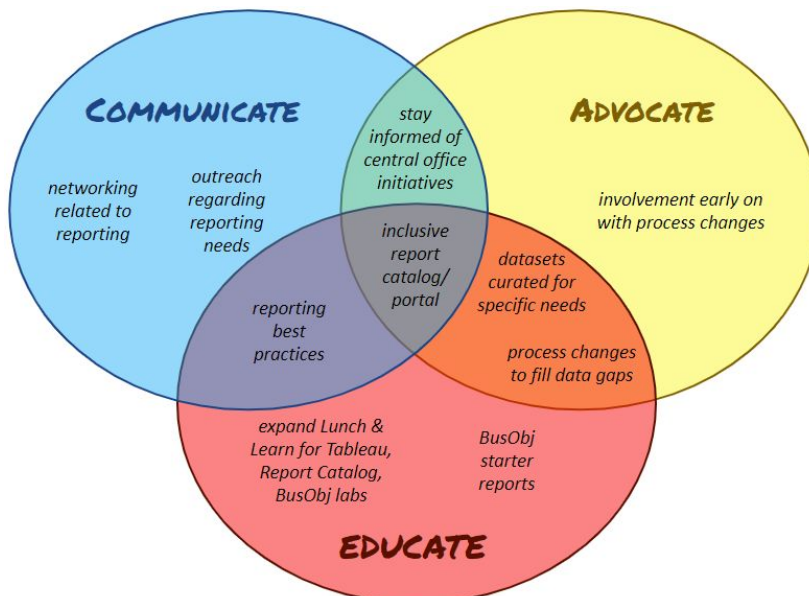 COMMUNICATE
ADVOCATE
stay
informed of
central office
initiatives
networking
related to
reporting
outreach
regarding
reporting
needs
involvement early on
with process changes
inclusive
report
catalog/
portal
datasets
curated for
specific needs
reporting
best
practices
process changes
to fill data gaps
expand Lunch &
Learn for Tableau,
Report Catalog,
BusObj labs
BusObj
starter
reports
EDUCATE